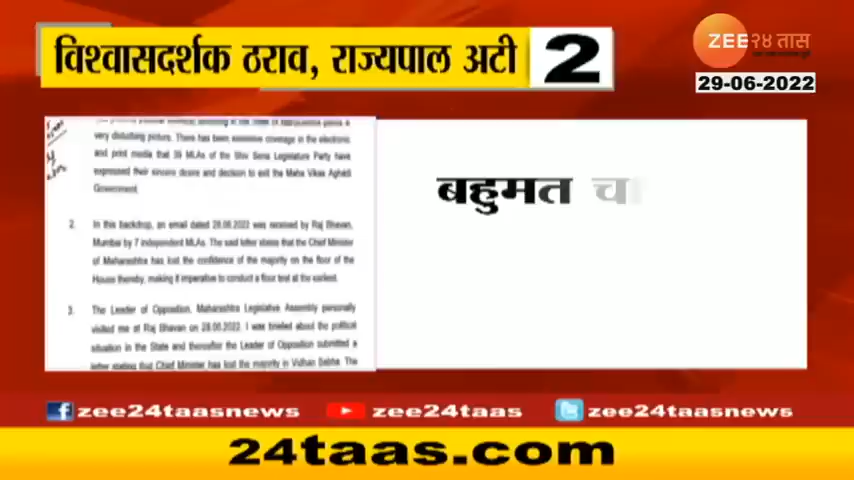 विश्वासदर्शक ठराव, राज्यपाल अटी
2
ZEE २४ तास
29-06-2022
very disturbing picture. There has been extensive coverage in the electronic
and print media that 39 MLAs of the Shiv Sena Legislature Party have
expressed their sincere desire and decision to exit the Maha Vikas Aghadi
Government.
2. In this backdrop, an email dated 28.06.2022 was received by Raj Bhavan,
Mumbai by 7 independent MLAs. The said letter states that the Chief Minister
of Maharashtra has lost the confidence of the majority on the floor of the
House thereby, making it imperative to conduct a floor test at the earliest.
3. The Leader of Opposition, Maharashtra Legislative Assembly personally
visited me at Raj Bhavan on 28.06.2022. I was briefed about the political
situation in the State and thereafter the Leader of Opposition submitted a
letter stating that Chief Minister has lost the majority in Vidhan Sabha. The
बहुमत
zee24taasnews
zee24taas
zee24taasnews
24taas.com